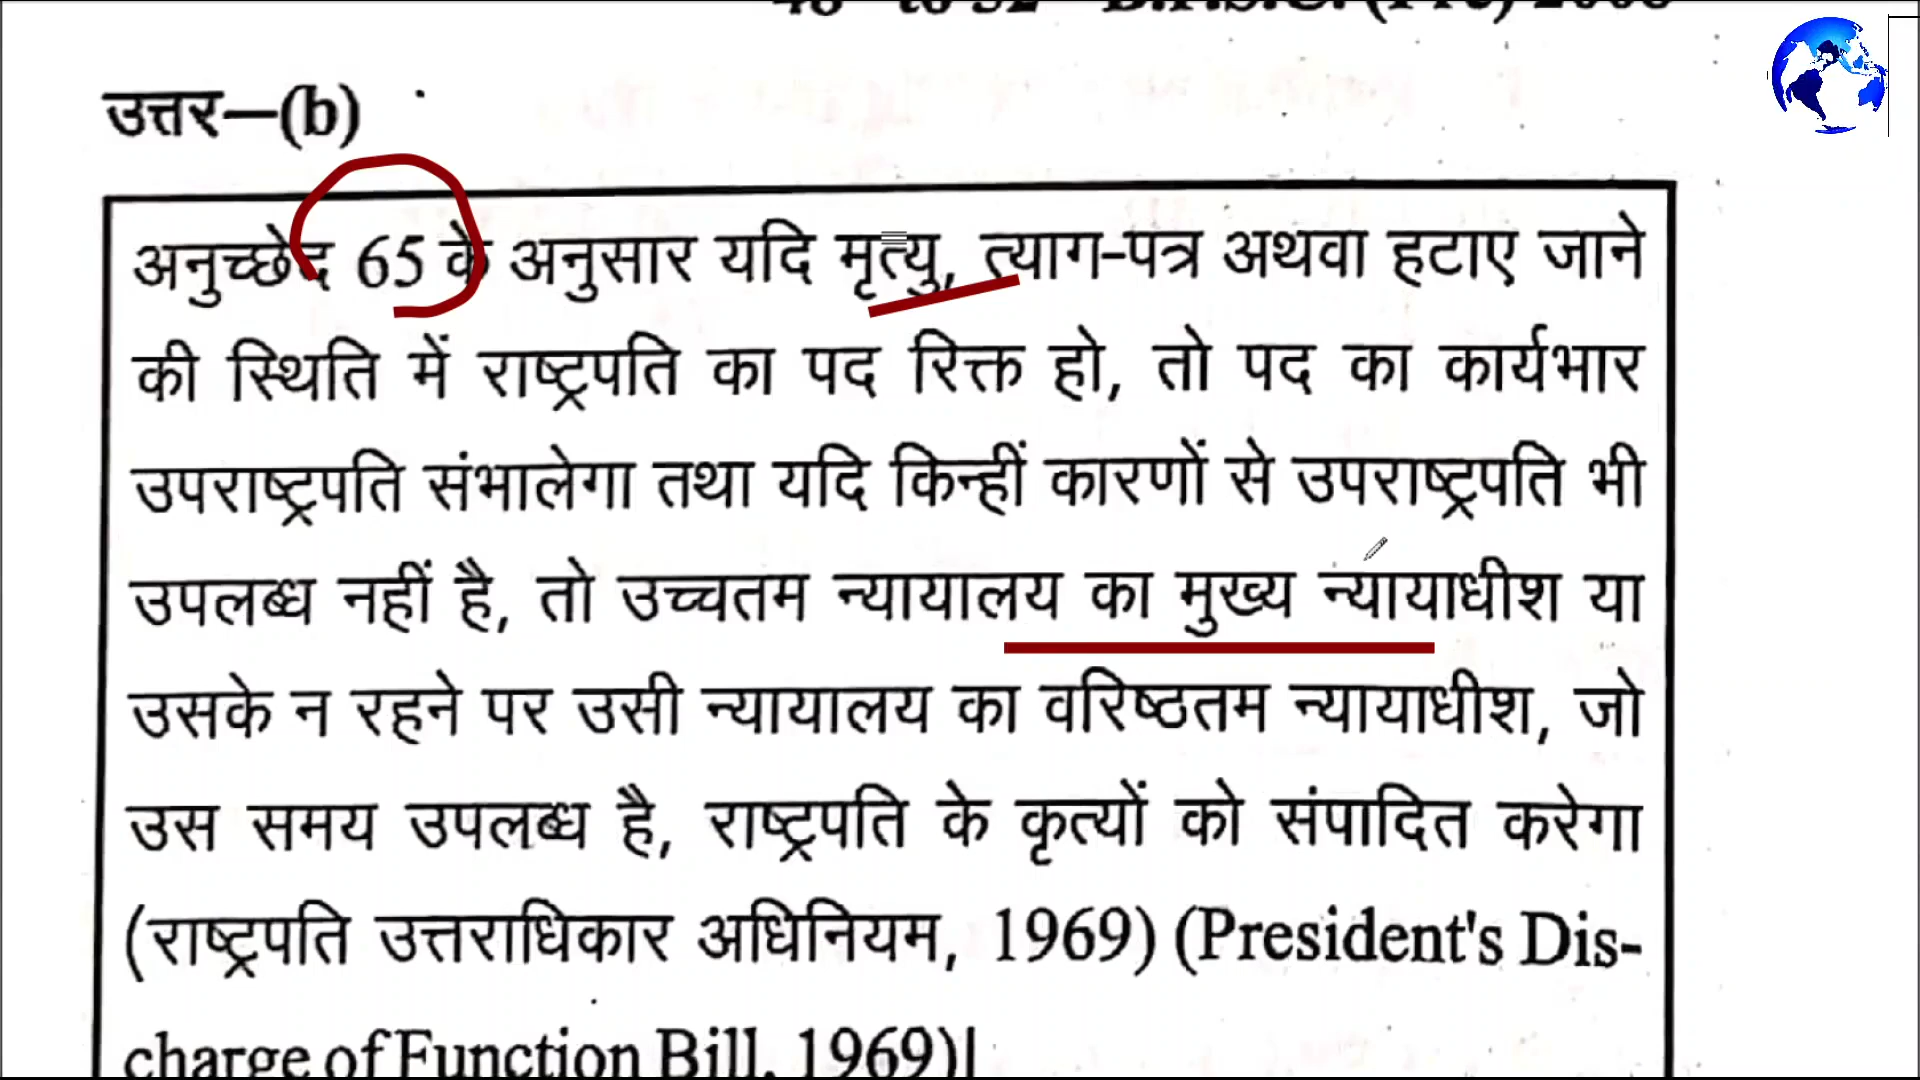 उत्तर—(b)
अनुच्छेद 65 के अनुसार यदि मृत्यु, त्याग-पत्र अथवा हटाए जाने
की स्थिति में राष्ट्रपति का पद रिक्त हो, तो पद का कार्यभार
उपराष्ट्रपति संभालेगा तथा यदि किन्हीं कारणों से उपराष्ट्रपति भी
उपलब्ध नहीं है, तो उच्चतम न्यायालय का मुख्य न्यायाधीश या
उसके न रहने पर उसी न्यायालय का वरिष्ठतम न्यायाधीश, जो
उस समय उपलब्ध है, राष्ट्रपति के कृत्यों को संपादित करेगा
(राष्ट्रपति उत्तराधिकार अधिनियम, 1969) (President's Dis-
charge of Function Bill, 1969)।